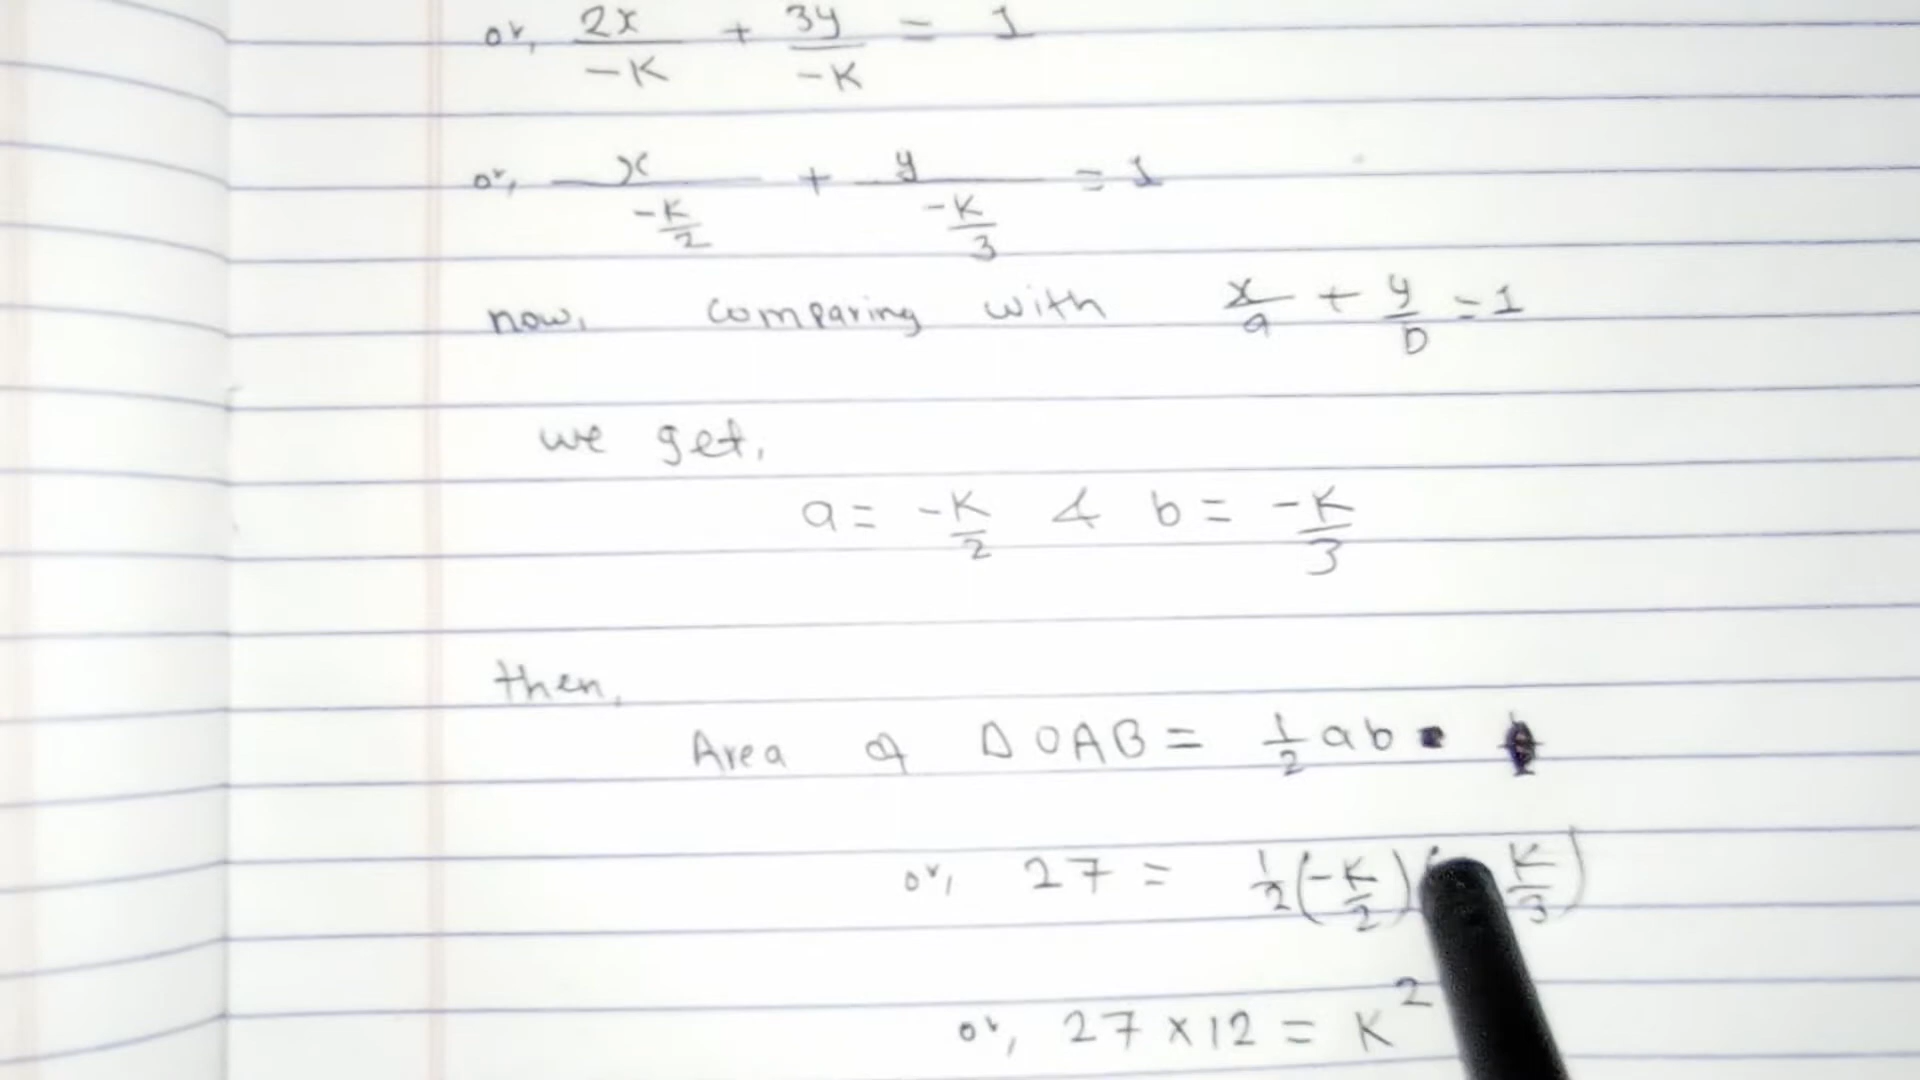 or, 2x/-K + 3y/-K = 1
or, x/(-K/2) + y/(-K/3) = 1
now, comparing with x/a + y/b = 1
we get,
a = -K/2 & b = -K/3
then,
Area of ΔOAB = 1/2 ab
or, 27 = 1/2 (-K/2) ( K/3)
or, 27 × 12 = K²